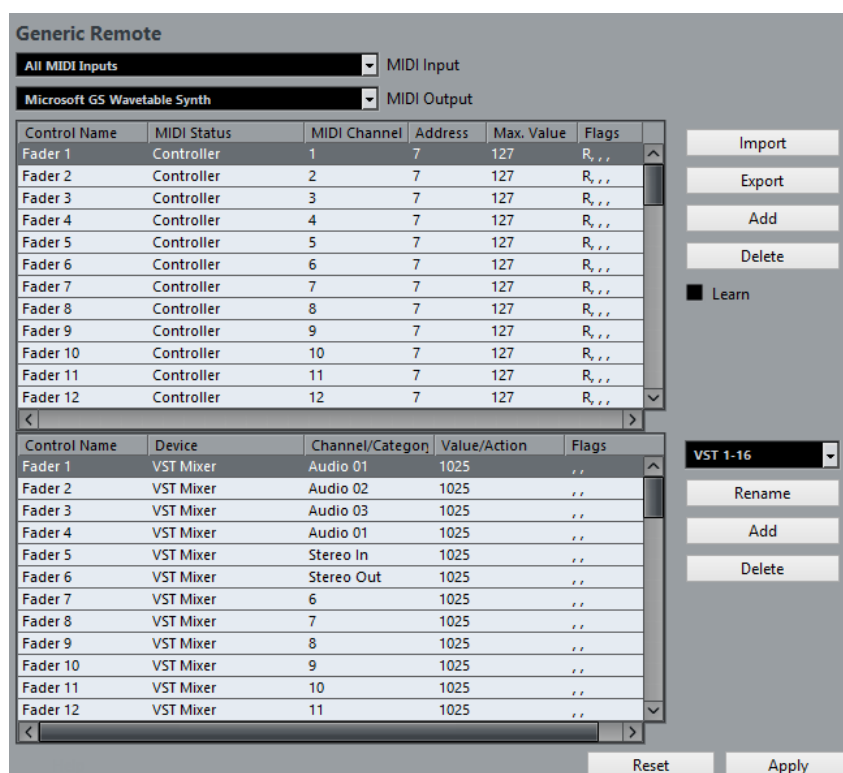 Generic Remote
All MIDI Inputs MIDI Input
Microsoft GS Wavetable Synth MIDI Output
Control Name MIDI Status MIDI Channel Address Max. Value Flags
Fader 1 Controller 1 7 127 R, , ,
Fader 2 Controller 2 7 127 R, , ,
Fader 3 Controller 3 7 127 R, , ,
Fader 4 Controller 4 7 127 R, , ,
Fader 5 Controller 5 7 127 R, , ,
Fader 6 Controller 6 7 127 R, , ,
Fader 7 Controller 7 7 127 R, , ,
Fader 8 Controller 8 7 127 R, , ,
Fader 9 Controller 9 7 127 R, , ,
Fader 10 Controller 10 7 127 R, , ,
Fader 11 Controller 11 7 127 R, , ,
Fader 12 Controller 12 7 127 R, , ,
Import
Export
Add
Delete
Learn
Control Name Device Channel/Categor Value/Action Flags
Fader 1 VST Mixer Audio 01 1025 , ,
Fader 2 VST Mixer Audio 02 1025 , ,
Fader 3 VST Mixer Audio 03 1025 , ,
Fader 4 VST Mixer Audio 01 1025 , ,
Fader 5 VST Mixer Stereo In 1025 , ,
Fader 6 VST Mixer Stereo Out 1025 , ,
Fader 7 VST Mixer 6 1025 , ,
Fader 8 VST Mixer 7 1025 , ,
Fader 9 VST Mixer 8 1025 , ,
Fader 10 VST Mixer 9 1025 , ,
Fader 11 VST Mixer 10 1025 , ,
Fader 12 VST Mixer 11 1025 , ,
VST 1-16
Rename
Add
Delete
Reset Apply